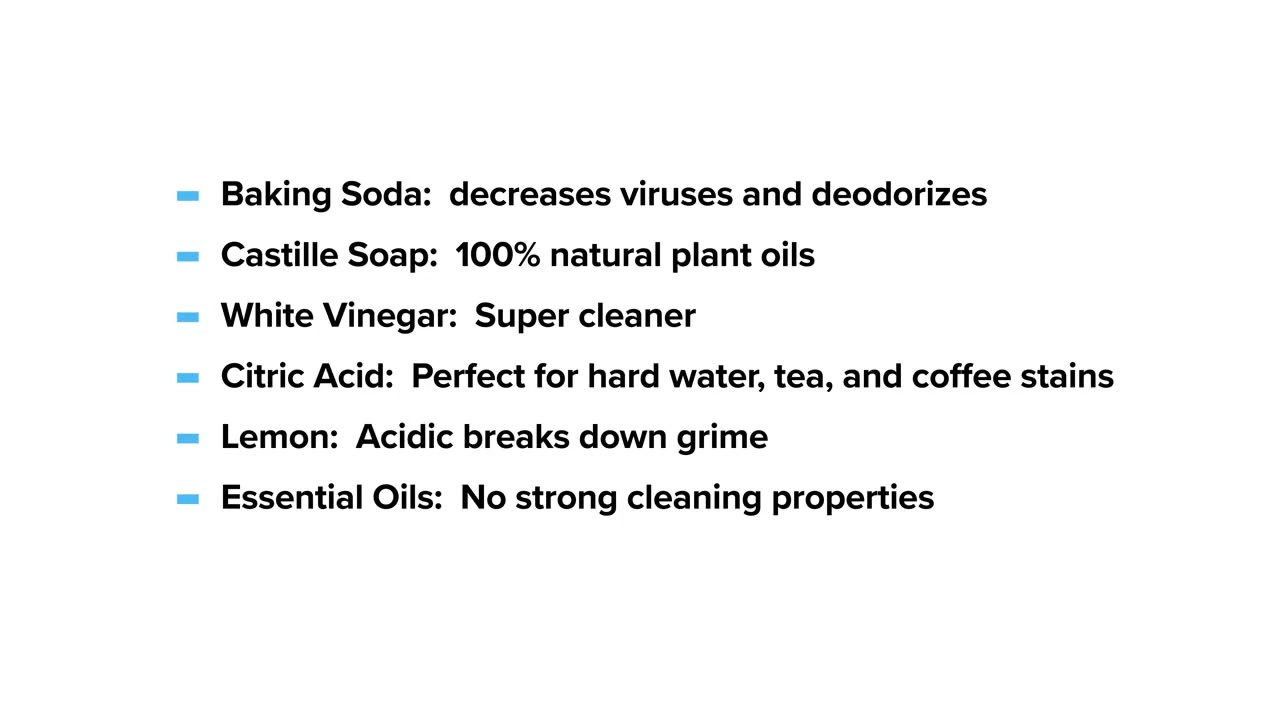 Baking Soda:  decreases viruses and deodorizes
Castille Soap:  100% natural plant oils
White Vinegar:  Super cleaner
Citric Acid:  Perfect for hard water, tea, and coffee stains
Lemon:  Acidic breaks down grime
Essential Oils:  No strong cleaning properties